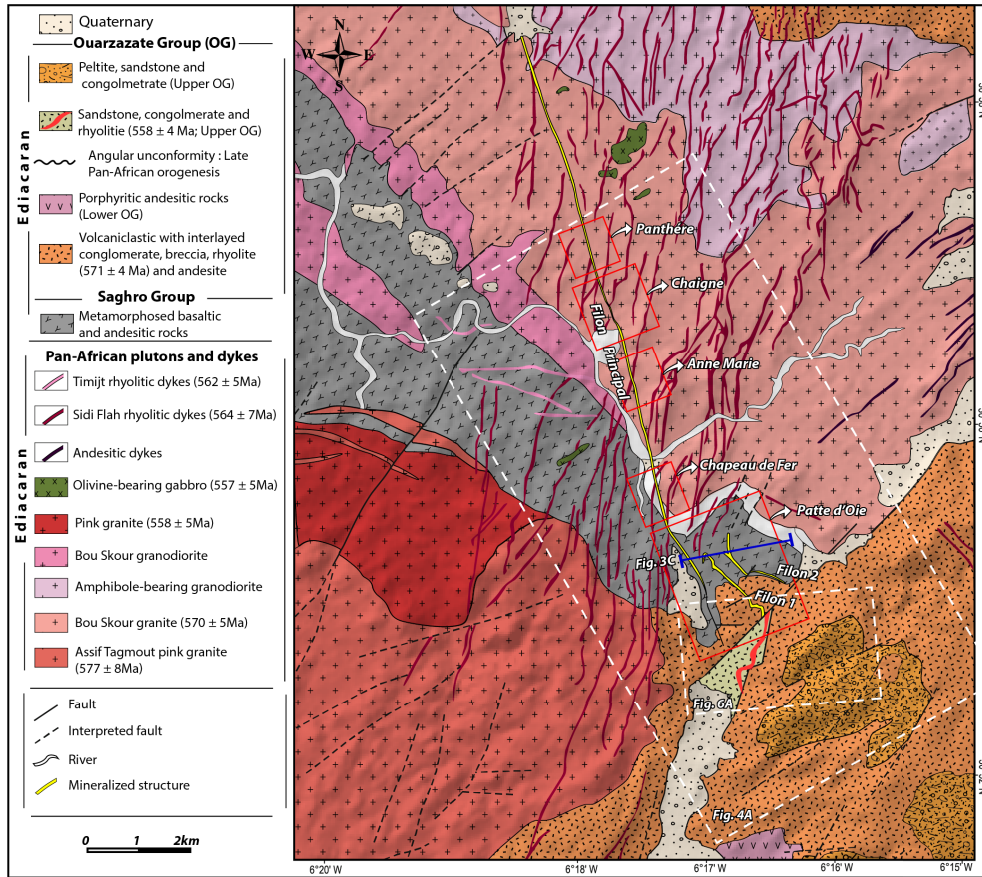 Quaternary
Ouarzazate Group (OG)
Peltite, sandstone and
congolmetrate (Upper OG)
Sandstone, congolmerate and
rhyolitie (558 ± 4 Ma; Upper OG)
Angular unconformity : Late
Pan-African orogenesis
Porphyritic andesitic rocks
(Lower OG)
Volcaniclastic with interlayed
conglomerate, breccia, rhyolite
(571 ± 4 Ma) and andesite
Ediacaran
Saghro Group
Metamorphosed basaltic
and andesitic rocks
Pan-African plutons and dykes
Timijt rhyolitic dykes (562 ± 5Ma)
Sidi Flah rhyolitic dykes (564 ± 7Ma)
Andesitic dykes
Olivine-bearing gabbro (557 ± 5Ma)
Pink granite (558 ± 5Ma)
Bou Skour granodiorite
Amphibole-bearing granodiorite
Bou Skour granite (570 ± 5Ma)
Assif Tagmout pink granite
(577 ± 8Ma)
Ediacaran
Fault
Interpreted fault
River
Mineralized structure
0 1 2km
N
W E
S
Panthére
Chaigne
Filon Principal
Anne Marie
Chapeau de Fer
Patte d'Oie
Fig. 3C
Filon 2
Filon 1
Fig. 6A
Fig. 4A
6°20' W 6°18' W 6°17' W 6°16' W 6°15' W